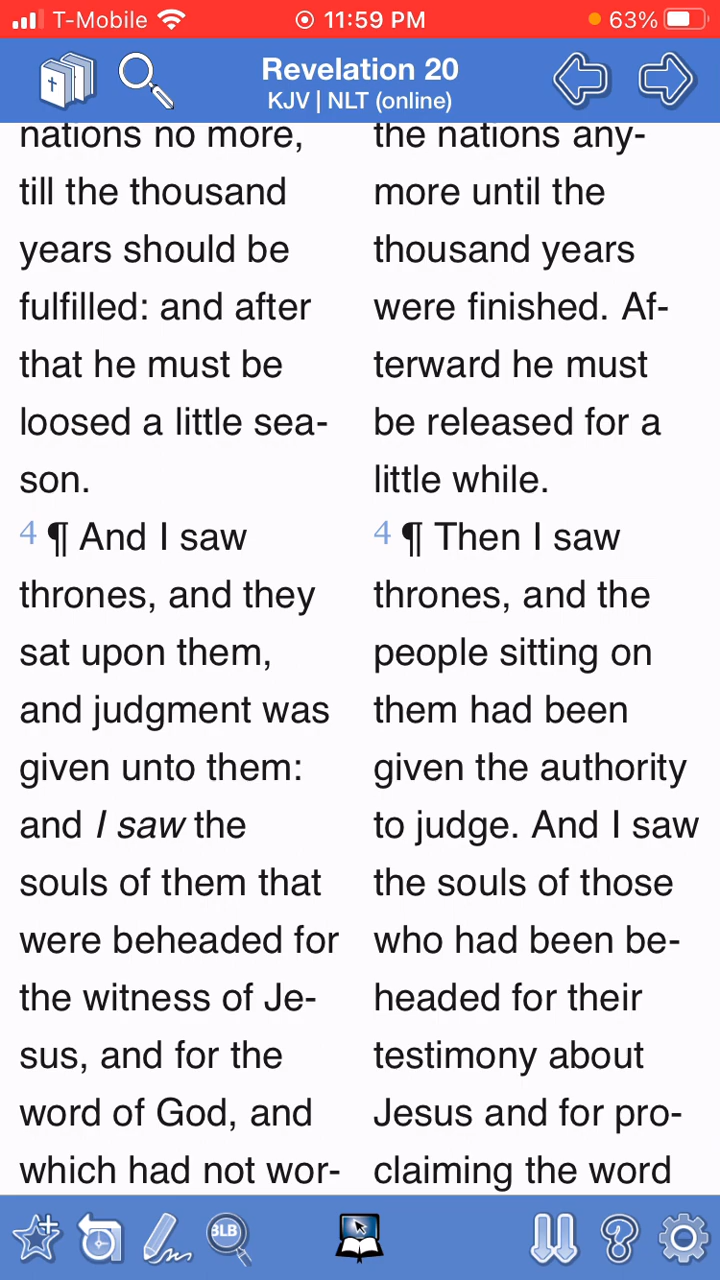 T-Mobile 11:59 PM 63%
Revelation 20
KJV | NLT (online)
nations no more,
till the thousand
years should be
fulfilled: and after
that he must be
loosed a little sea-
son.
4 ¶ And I saw
thrones, and they
sat upon them,
and judgment was
given unto them:
and I saw the
souls of them that
were beheaded for
the witness of Je-
sus, and for the
word of God, and
which had not wor-
the nations any-
more until the
thousand years
were finished. Af-
terward he must
be released for a
little while.
4 ¶ Then I saw
thrones, and the
people sitting on
them had been
given the authority
to judge. And I saw
the souls of those
who had been be-
headed for their
testimony about
Jesus and for pro-
claiming the word
BLB